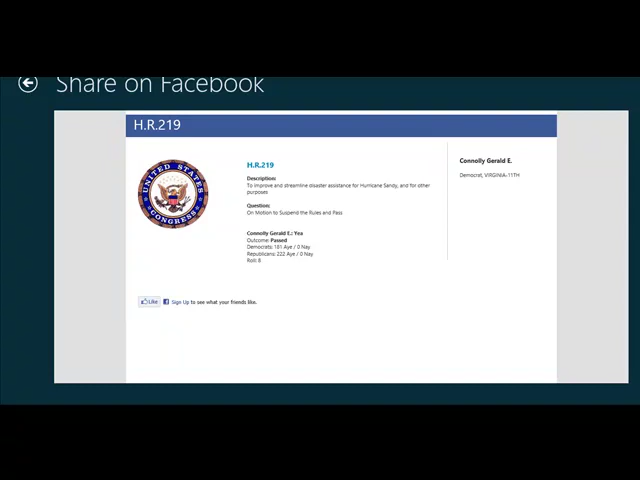 Share on Facebook
H.R.219
UNITED STATES
CONGRESS
H.R.219
Description:
To improve and streamline disaster assistance for Hurricane Sandy, and for other
purposes
Question:
On Motion to Suspend the Rules and Pass
Connolly Gerald E.: Yea
Outcome: Passed
Democrats: 181 Aye / 0 Nay
Republicans: 222 Aye / 0 Nay
Roll: 8
Connolly Gerald E.
Democrat, VIRGINIA-11TH
Like
Sign Up to see what your friends like.